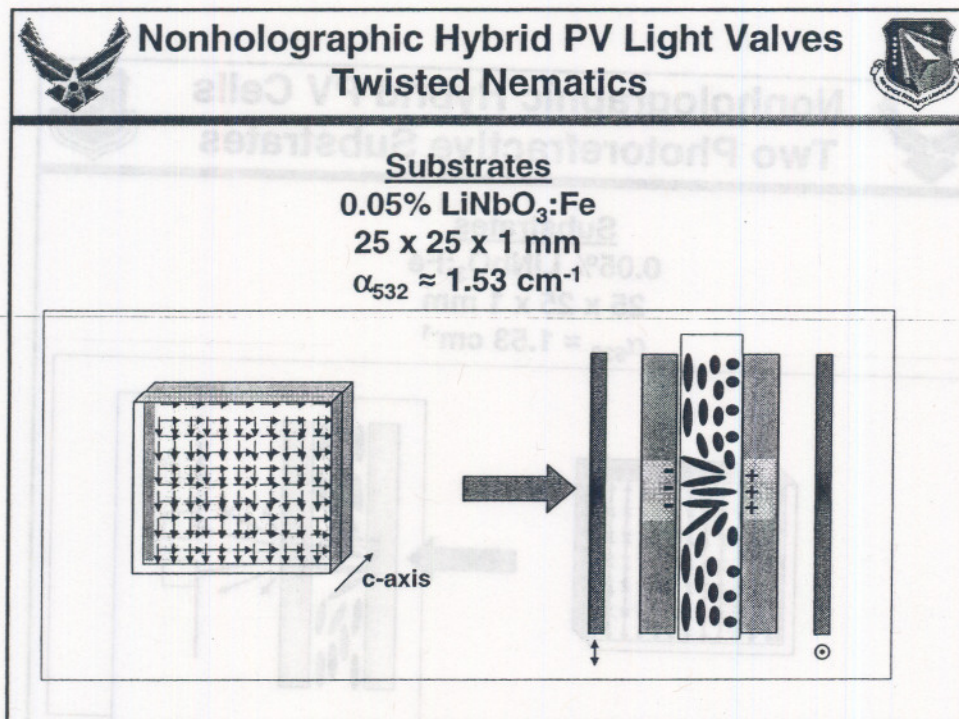 Nonholographic Hybrid PV Light Valves
Twisted Nematics
Substrates
0.05% LiNbO₃:Fe
25 x 25 x 1 mm
α₅₃₂ ≈ 1.53 cm⁻¹
c-axis
- - -
+ + +